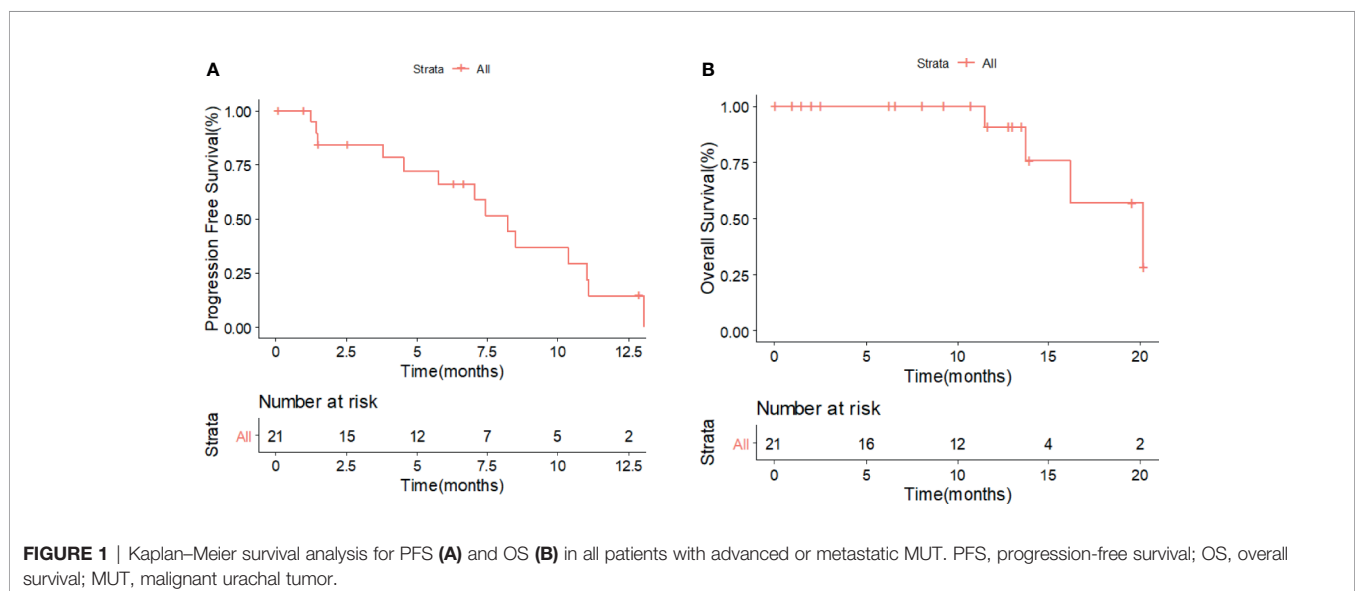 A
Strata All
Progression Free Survival(%)
1.00
0.75
0.50
0.25
0.00
0 2.5 5 7.5 10 12.5
Time(months)
Number at risk
Strata
All 21 15 12 7 5 2
0 2.5 5 7.5 10 12.5
Time(months)
B
Strata All
Overall Survival(%)
1.00
0.75
0.50
0.25
0.00
0 5 10 15 20
Time(months)
Number at risk
Strata
All 21 16 12 4 2
0 5 10 15 20
Time(months)
FIGURE 1 | Kaplan–Meier survival analysis for PFS (A) and OS (B) in all patients with advanced or metastatic MUT. PFS, progression-free survival; OS, overall
survival; MUT, malignant urachal tumor.